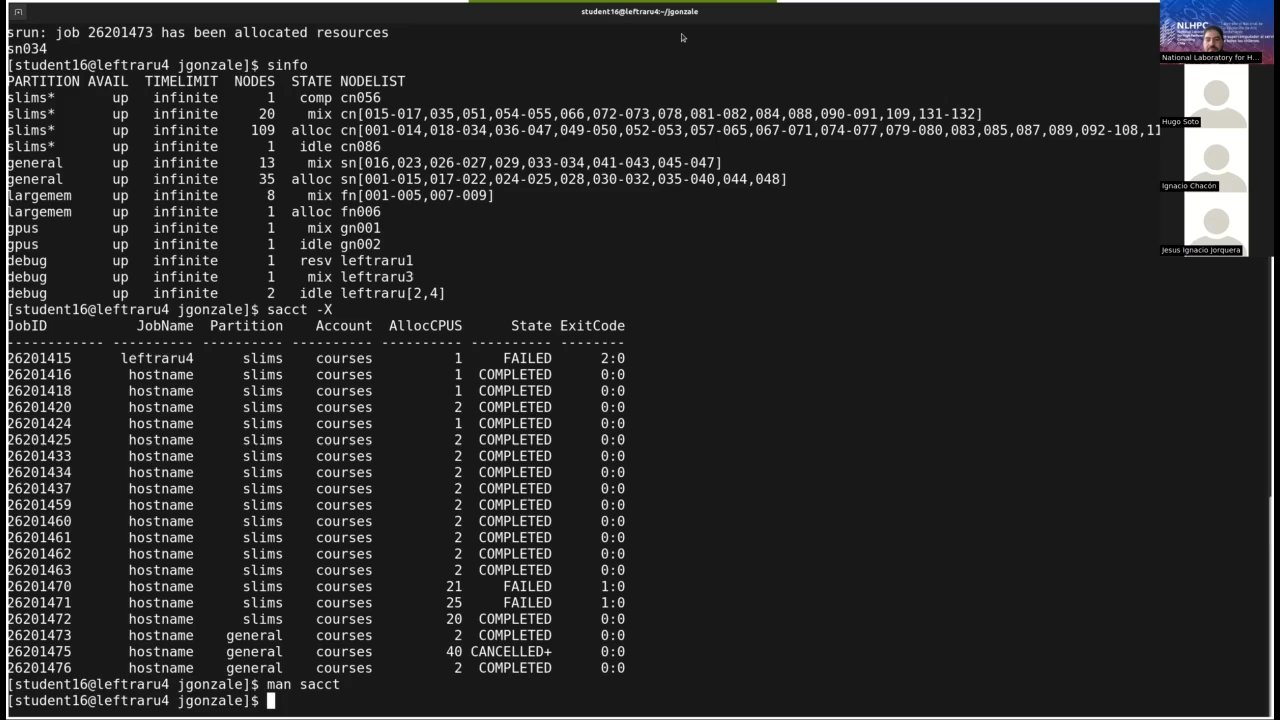 student16@leftraru4:~/jgonzale
srun: job 26201473 has been allocated resources
sn034
[student16@leftraru4 jgonzale]$ sinfo
PARTITION AVAIL  TIMELIMIT  NODES  STATE NODELIST
slims*       up   infinite      1   comp cn056
slims*       up   infinite     20    mix cn[015-017,035,051,054-055,066,072-073,078,081-082,084,088,090-091,109,131-132]
slims*       up   infinite    109  alloc cn[001-014,018-034,036-047,049-050,052-053,057-065,067-071,074-077,079-080,083,085,087,089,092-108,11
slims*       up   infinite      1   idle cn086
general      up   infinite     13    mix sn[016,023,026-027,029,033-034,041-043,045-047]
general      up   infinite     35  alloc sn[001-015,017-022,024-025,028,030-032,035-040,044,048]
largemem     up   infinite      8    mix fn[001-005,007-009]
largemem     up   infinite      1  alloc fn006
gpus         up   infinite      1    mix gn001
gpus         up   infinite      1   idle gn002
debug        up   infinite      1   resv leftraru1
debug        up   infinite      1    mix leftraru3
debug        up   infinite      2   idle leftraru[2,4]
[student16@leftraru4 jgonzale]$ sacct -X
JobID           JobName  Partition    Account  AllocCPUS      State ExitCode
------------ ---------- ---------- ---------- ---------- ---------- --------
26201415      leftraru4      slims    courses          1     FAILED      2:0
26201416       hostname      slims    courses          1  COMPLETED      0:0
26201418       hostname      slims    courses          1  COMPLETED      0:0
26201420       hostname      slims    courses          2  COMPLETED      0:0
26201424       hostname      slims    courses          1  COMPLETED      0:0
26201425       hostname      slims    courses          2  COMPLETED      0:0
26201433       hostname      slims    courses          2  COMPLETED      0:0
26201434       hostname      slims    courses          2  COMPLETED      0:0
26201437       hostname      slims    courses          2  COMPLETED      0:0
26201459       hostname      slims    courses          2  COMPLETED      0:0
26201460       hostname      slims    courses          2  COMPLETED      0:0
26201461       hostname      slims    courses          2  COMPLETED      0:0
26201462       hostname      slims    courses          2  COMPLETED      0:0
26201463       hostname      slims    courses          2  COMPLETED      0:0
26201470       hostname      slims    courses         21     FAILED      1:0
26201471       hostname      slims    courses         25     FAILED      1:0
26201472       hostname      slims    courses         20  COMPLETED      0:0
26201473       hostname    general    courses          2  COMPLETED      0:0
26201475       hostname    general    courses         40 CANCELLED+      0:0
26201476       hostname    general    courses          2  COMPLETED      0:0
[student16@leftraru4 jgonzale]$ man sacct
[student16@leftraru4 jgonzale]$
NLHPC
National Laboratory for H...
Hugo Soto
Ignacio Chacón
Jesus Ignacio Jorquera